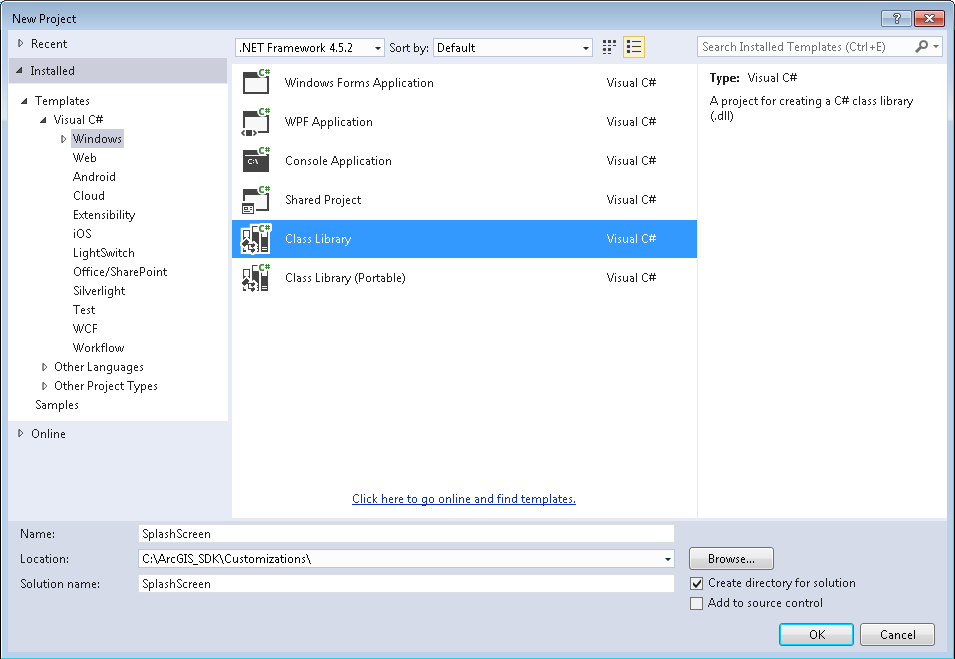 New Project
Recent
Installed
Templates
Visual C#
Windows
Web
Android
Cloud
Extensibility
iOS
LightSwitch
Office/SharePoint
Silverlight
Test
WCF
Workflow
Other Languages
Other Project Types
Samples
Online
.NET Framework 4.5.2 Sort by: Default
C# Windows Forms Application Visual C#
C# WPF Application Visual C#
C# C:\ Console Application Visual C#
C# Shared Project Visual C#
C# Class Library Visual C#
C# Class Library (Portable) Visual C#
Click here to go online and find templates.
Search Installed Templates (Ctrl+E)
Type: Visual C#
A project for creating a C# class library
(.dll)
Name: SplashScreen
Location: C:\ArcGIS_SDK\Customizations\ Browse...
Solution name: SplashScreen
Create directory for solution
Add to source control
OK Cancel